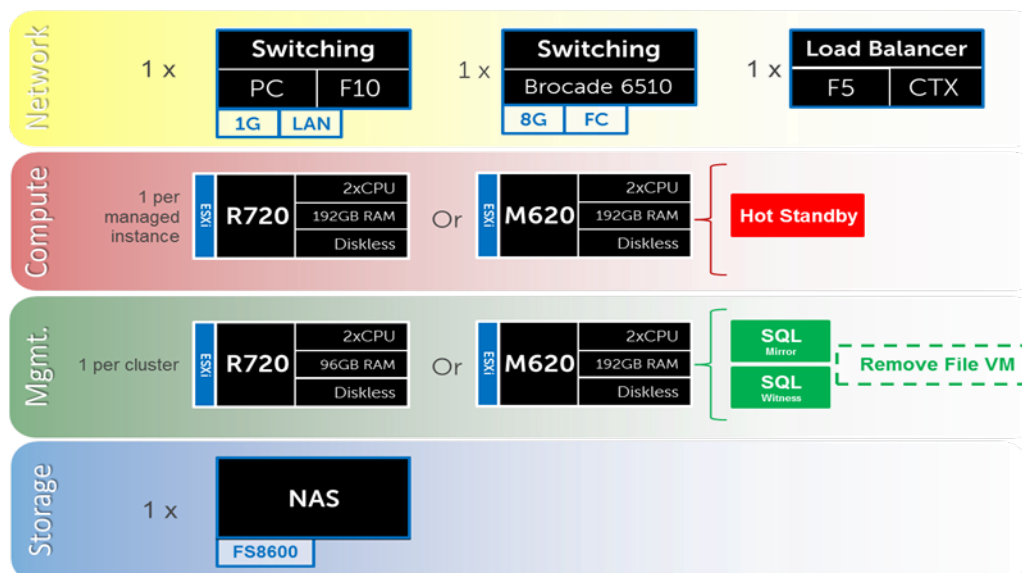 Network
1 x
Switching
PC F10
1G LAN
1 x
Switching
Brocade 6510
8G FC
1 x
Load Balancer
F5 CTX
Compute
1 per
managed
instance
ESXi
R720
2xCPU
192GB RAM
Diskless
Or
ESXi
M620
2xCPU
192GB RAM
Diskless
Hot Standby
Mgmt.
1 per cluster
ESXi
R720
2xCPU
96GB RAM
Diskless
Or
ESXi
M620
2xCPU
192GB RAM
Diskless
SQL
Mirror
SQL
Witness
Remove File VM
Storage
1 x
NAS
FS8600